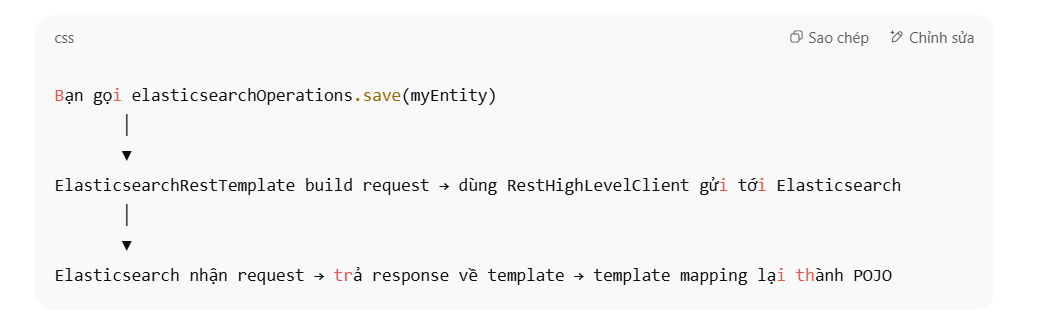 css
Sao chép
Chỉnh sửa
Bạn gọi elasticsearchOperations.save(myEntity)
│
▼
ElasticsearchRestTemplate build request → dùng RestHighLevelClient gửi tới Elasticsearch
│
▼
Elasticsearch nhận request → trả response về template → template mapping lại thành POJO